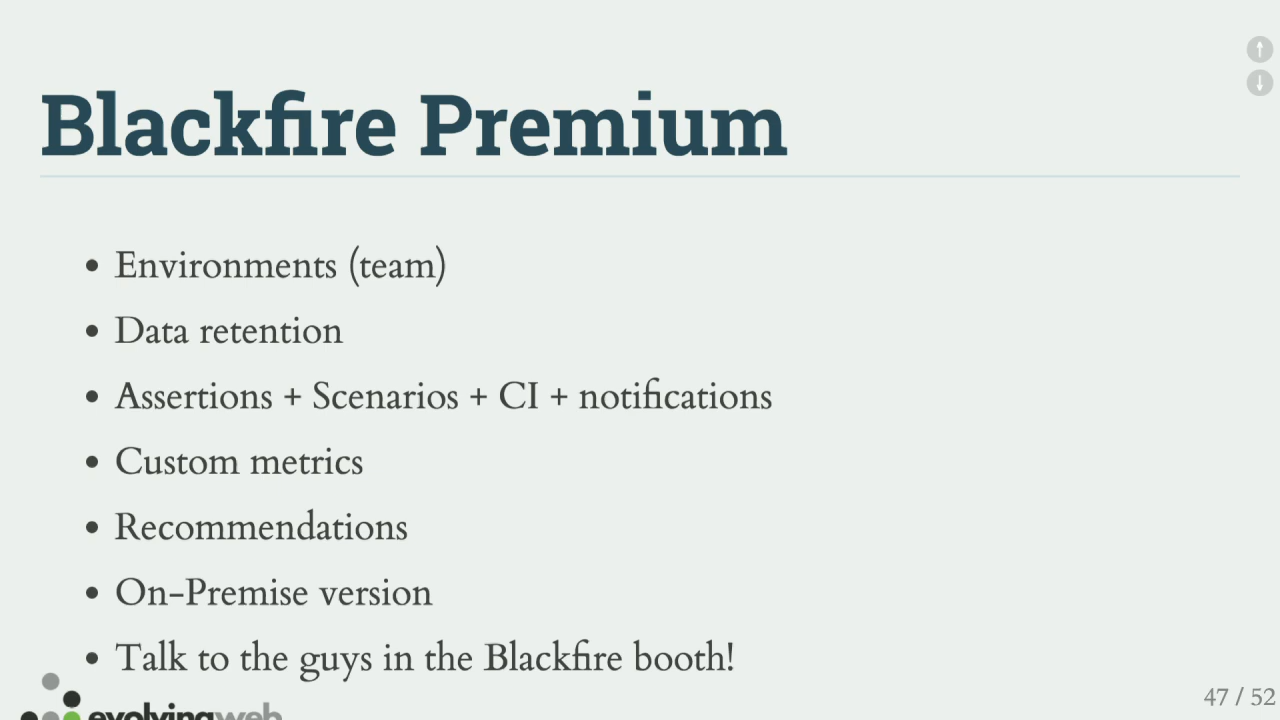 Blackfire Premium
Environments (team)
Data retention
Assertions + Scenarios + CI + notifications
Custom metrics
Recommendations
On-Premise version
Talk to the guys in the Blackfire booth!
evolvingweb
47 / 52